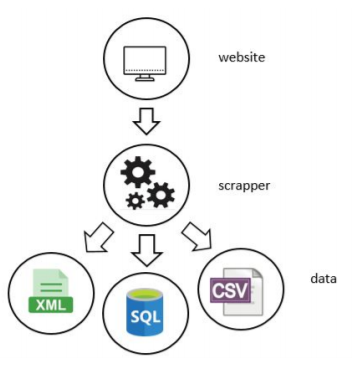 website
scrapper
data
XML
SQL
CSV